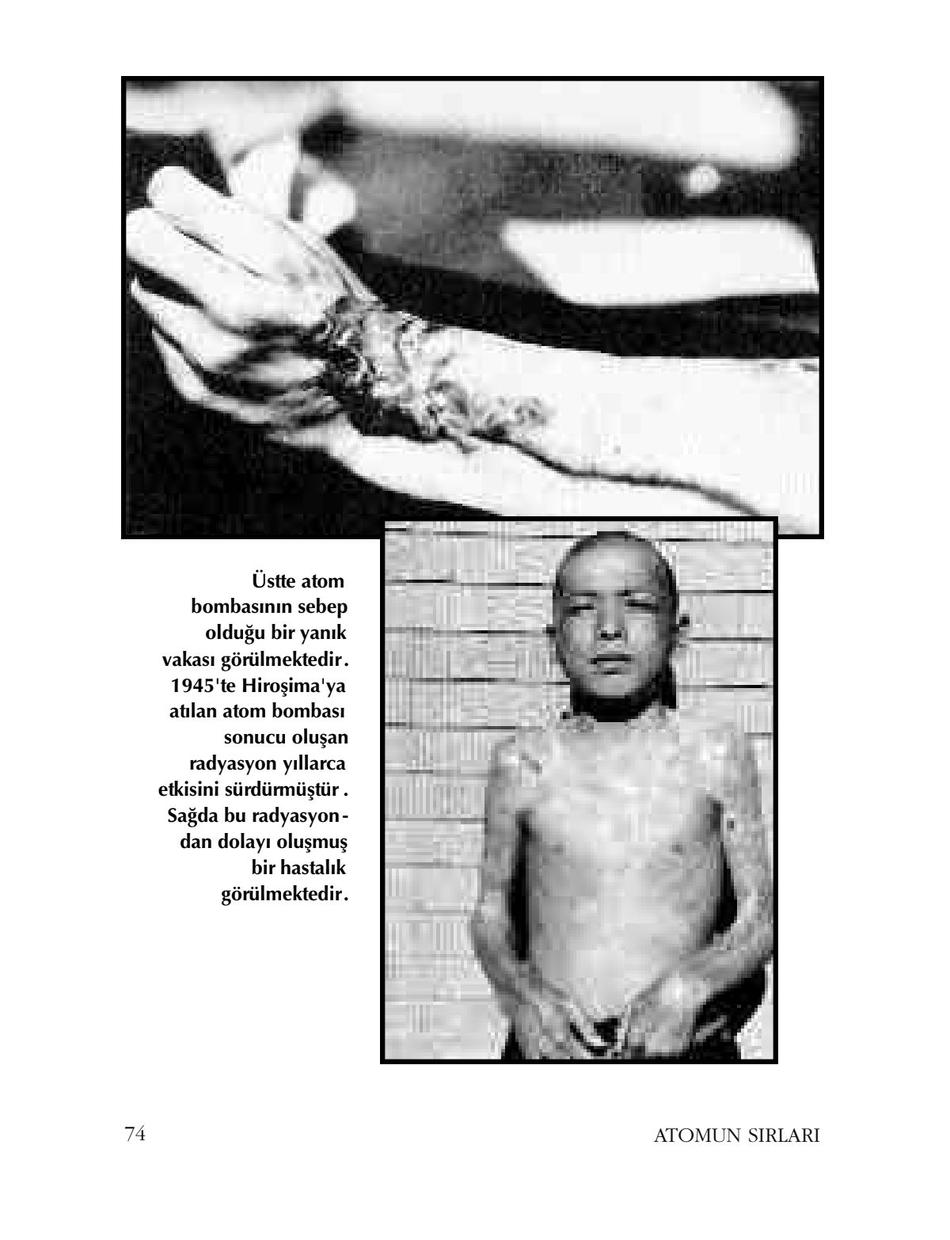 Üstte atom
bombasının sebep
olduğu bir yanık
vakası görülmektedir.
1945'te Hiroşima'ya
atılan atom bombası
sonucu oluşan
radyasyon yıllarca
etkisini sürdürmüştür.
Sağda bu radyasyon-
dan dolayı oluşmuş
bir hastalık
görülmektedir.
74
ATOMUN SIRLARI